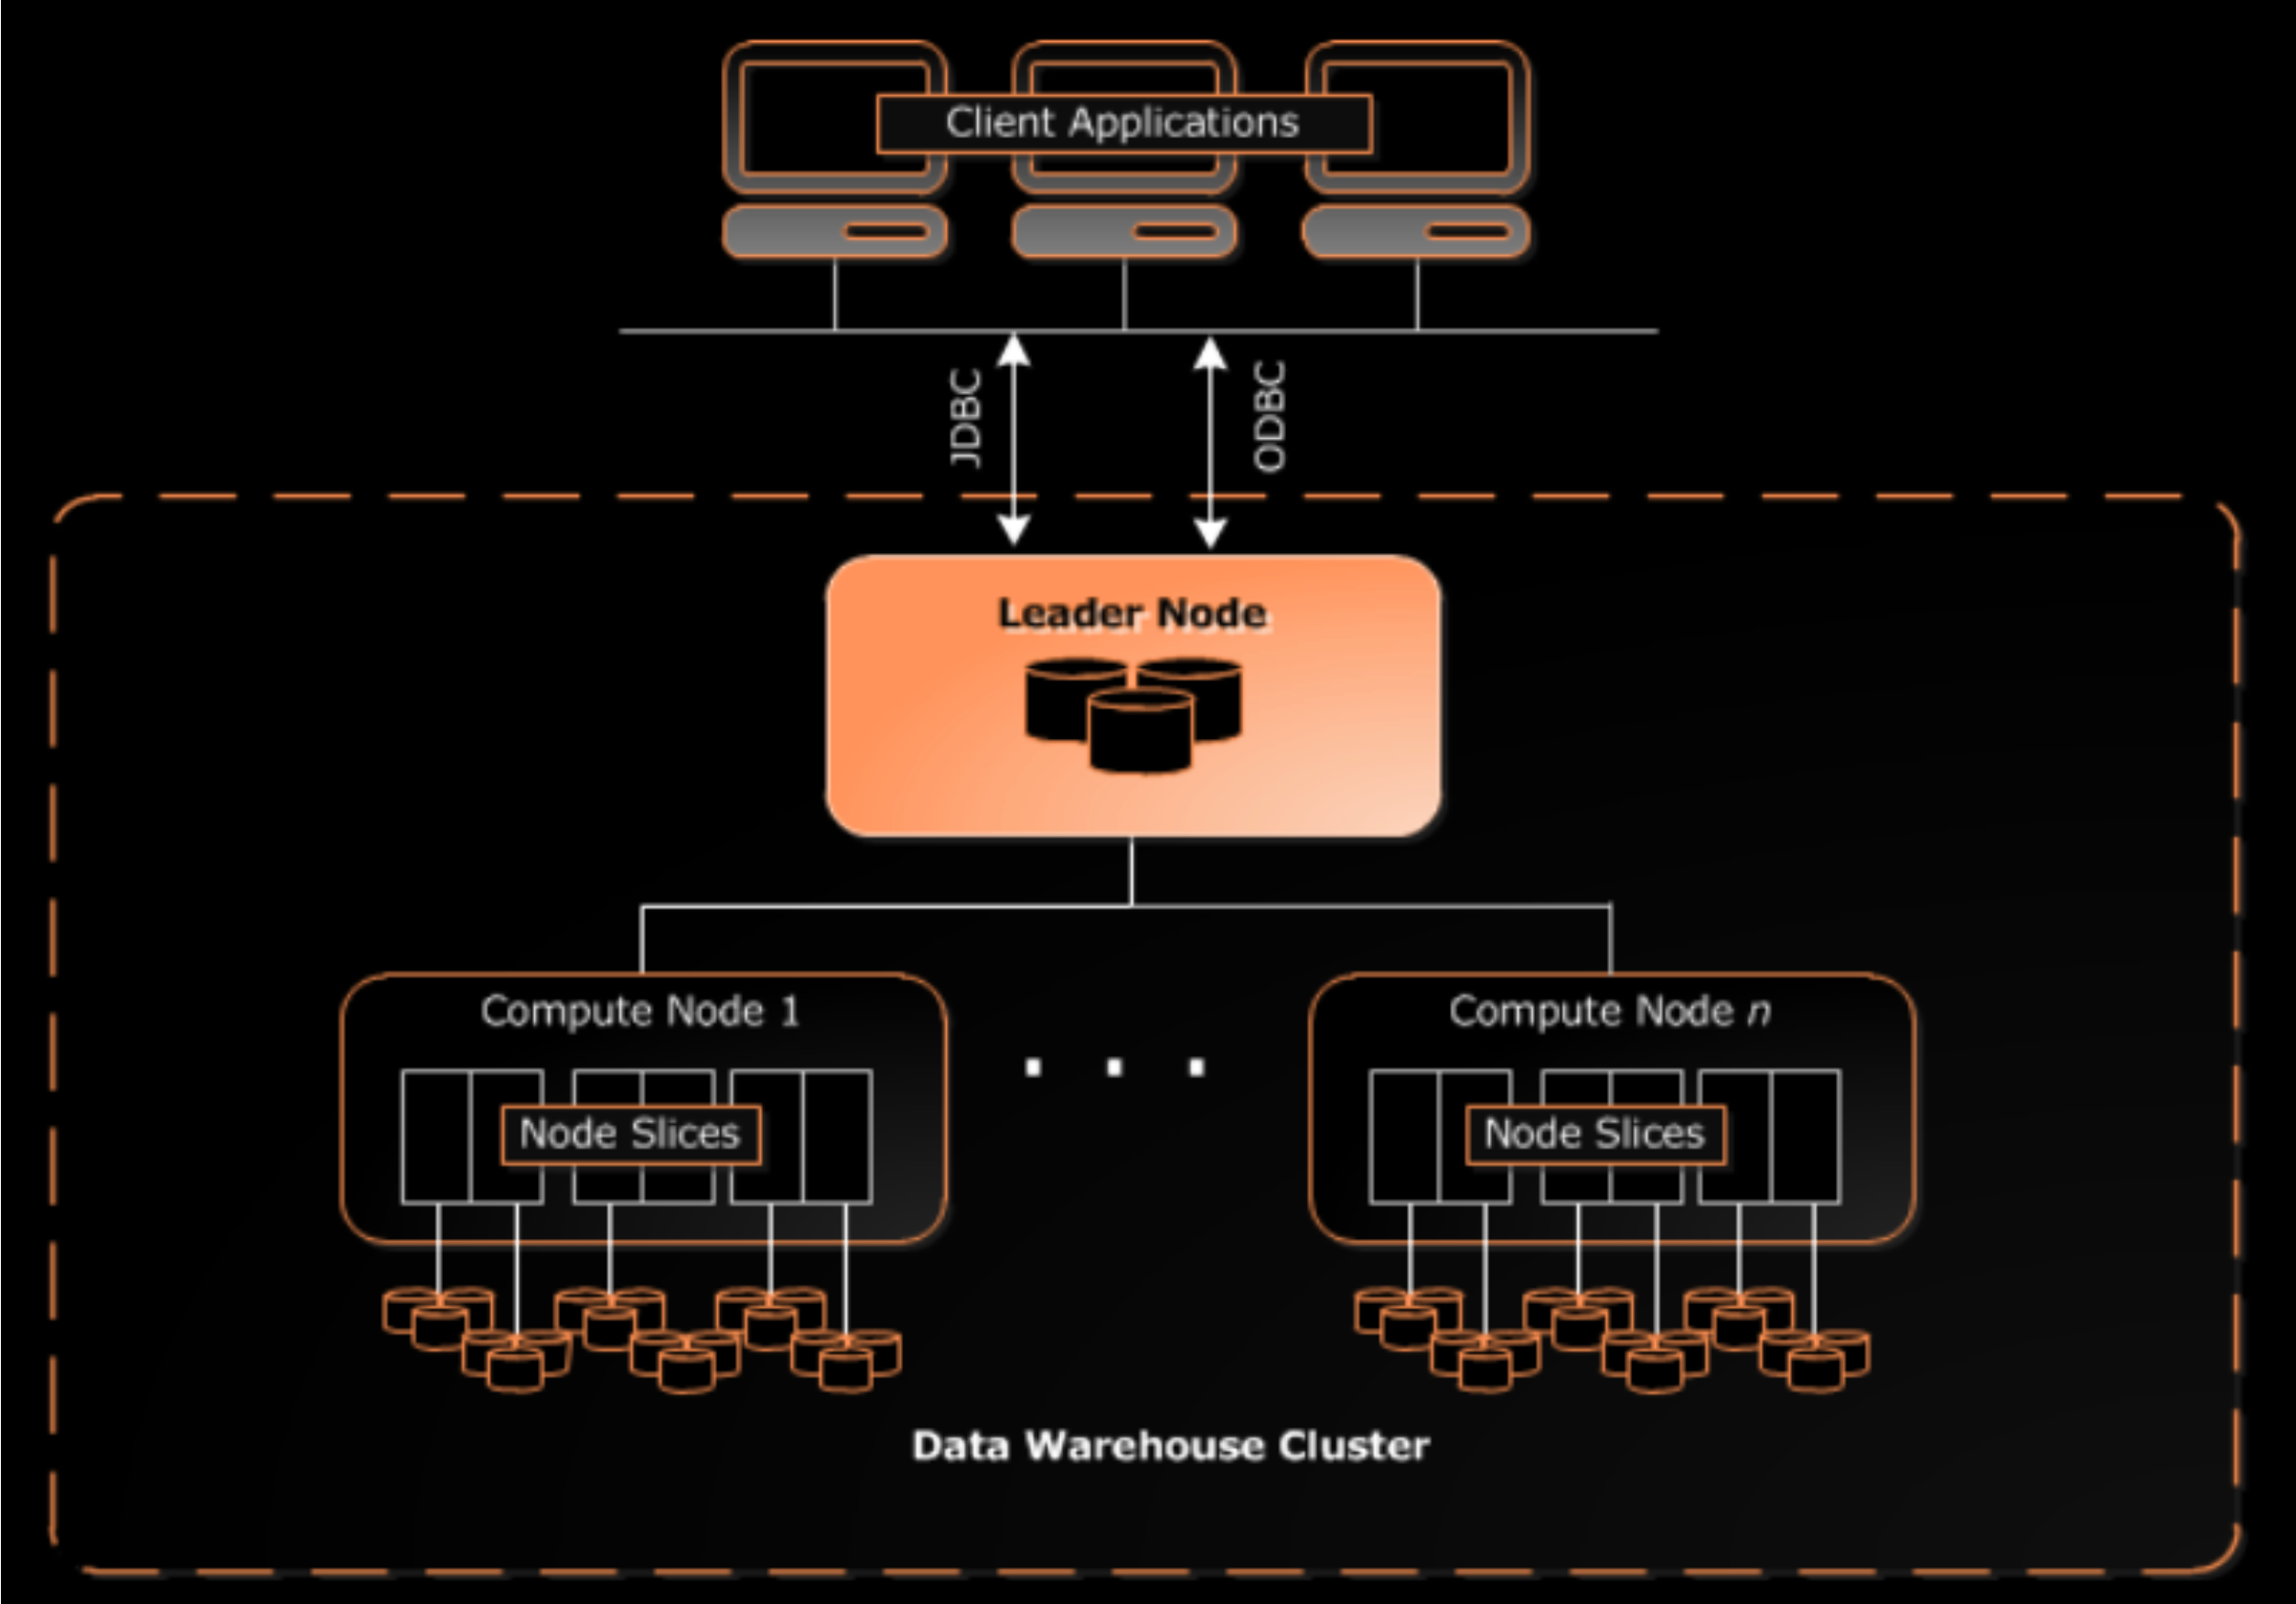 Client Applications
JDBC
ODBC
Leader Node
Compute Node 1
Compute Node n
. . .
Node Slices
Node Slices
Data Warehouse Cluster